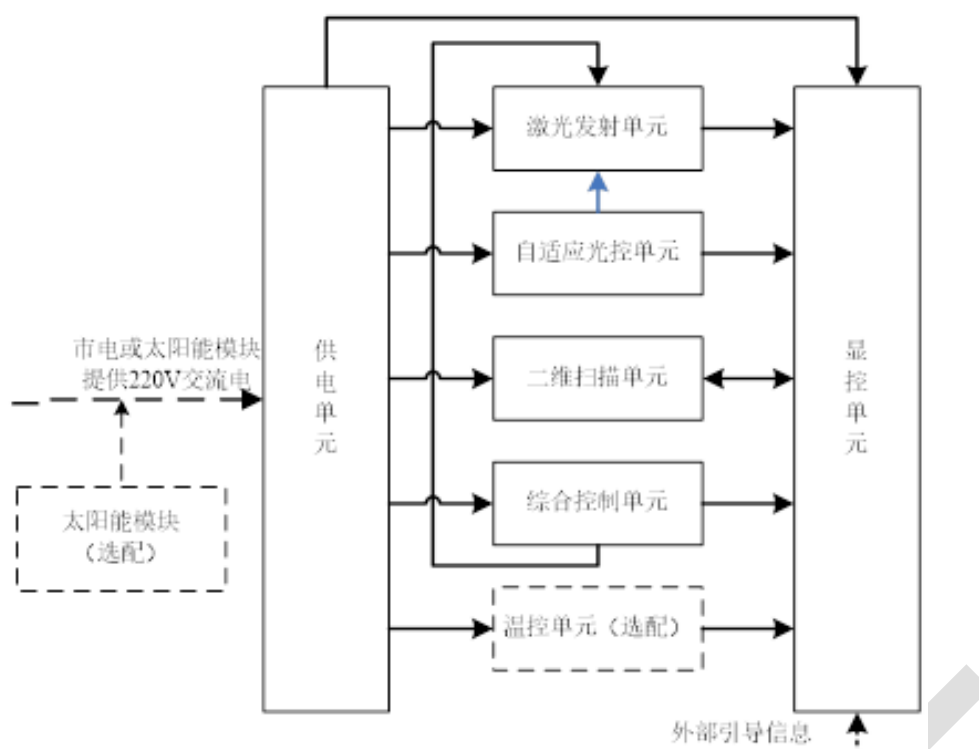 激光发射单元
自适应光控单元
市电或太阳能模块
提供220V交流电
供
电
单
元
二维扫描单元
显
控
单
元
综合控制单元
太阳能模块
（选配）
温控单元（选配）
外部引导信息